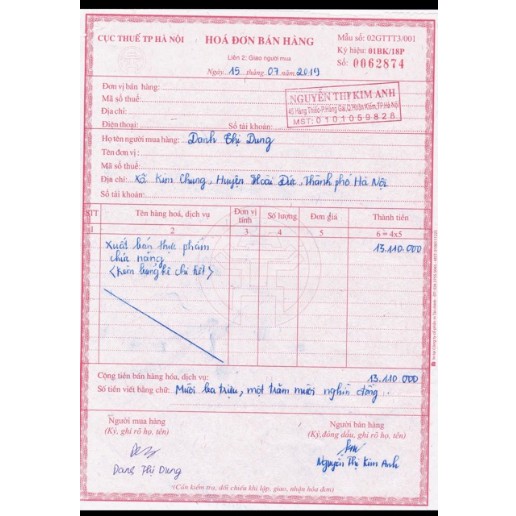 CỤC THUẾ TP HÀ NỘI
HOÁ ĐƠN BÁN HÀNG
Mẫu số: 02GTTT3/001
Ký hiệu: 01BK/18P
Liên 2: Giao người mua
Số: 0062874
Ngày 15 tháng 07 năm 2019
Đơn vị bán hàng:
Mã số thuế:
NGUYỄN THỊ KIM ANH
Địa chỉ:
MST: 0101059828
Điện thoại: Số tài khoản:
Họ tên người mua hàng: Danh Thị Dung
Tên đơn vị:
Mã số thuế:
Địa chỉ: Xã Kim Chung, Huyện Hoài Đức, Thành phố Hà Nội
Số tài khoản:
STT Tên hàng hoá, dịch vụ Đơn vị tính Số lượng Đơn giá Thành tiền
1 2 3 4 5 6 = 4x5
Xuất bán thực phẩm 13.110.000
chức năng
Cộng tiền bán hàng hóa, dịch vụ: 13.110.000
Số tiền viết bằng chữ: Mười ba triệu, một trăm mười nghìn đồng
Người mua hàng Người bán hàng
(Ký, ghi rõ họ, tên) (Ký, đóng dấu, ghi rõ họ, tên)
Dang Thị Dung Nguyễn Thị Kim Anh
(Cần kiểm tra, đối chiếu khi lập, giao, nhận hóa đơn)